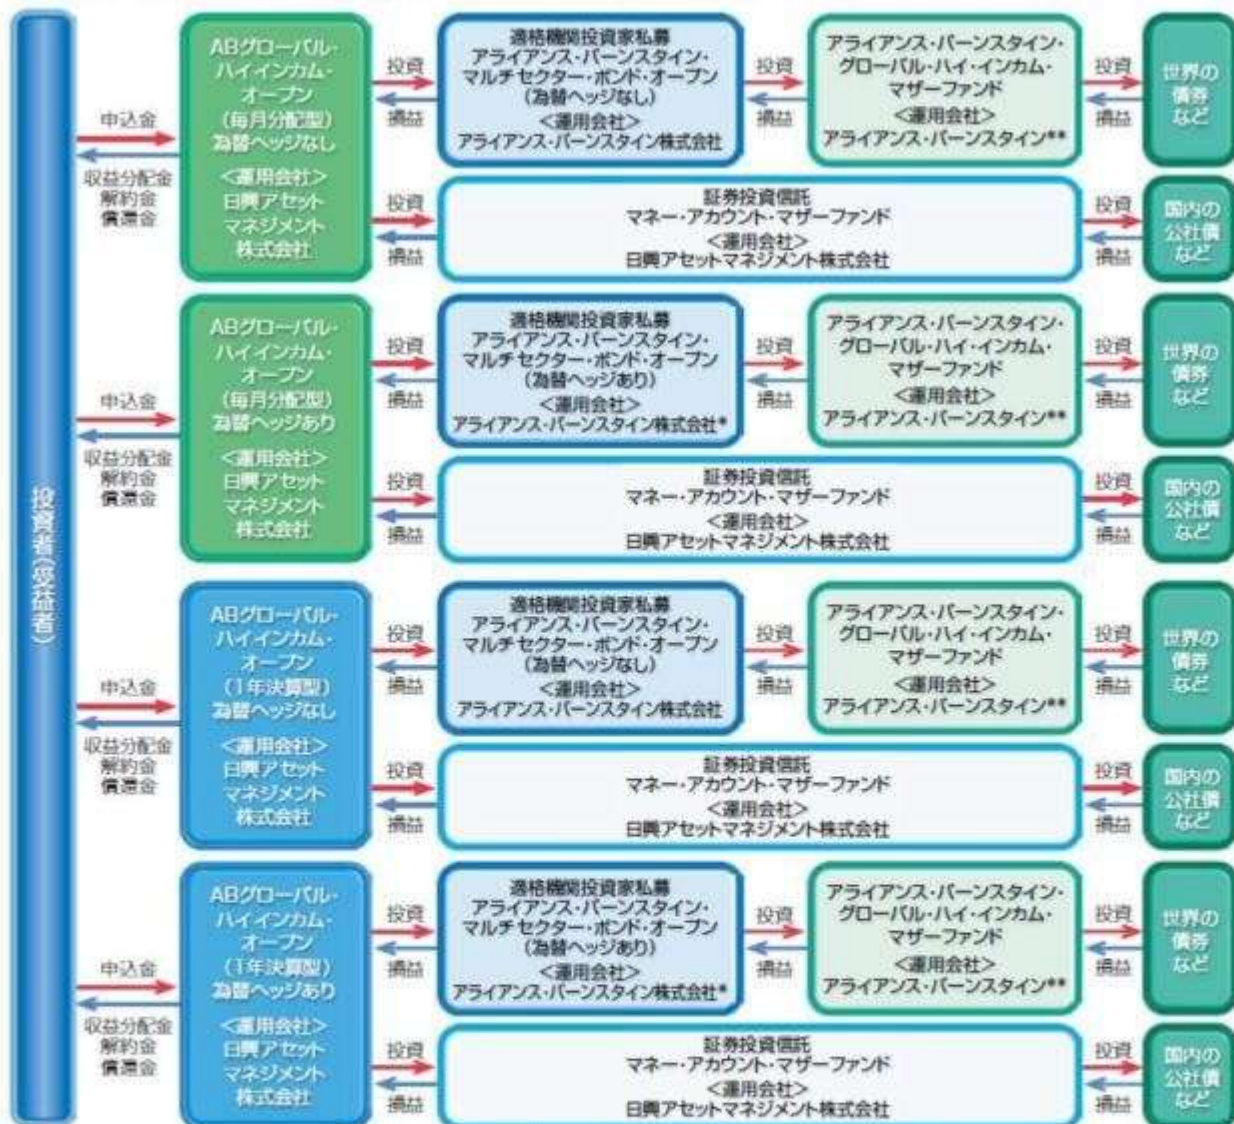 投資者(受益者)
申込金
収益分配金
解約金
償還金
ABグローバル・
ハイインカム・
オープン
(毎月分配型)
為替ヘッジなし
<運用会社>
日興アセット
マネジメント
株式会社
投資
損益
適格機関投資家私募
アライアンス・バーンスタイン・
マルチセクター・ボンド・オープン
(為替ヘッジなし)
<運用会社>
アライアンス・バーンスタイン株式会社
投資
損益
アライアンス・バーンスタイン・
グローバル・ハイ・インカム・
マザーファンド
<運用会社>
アライアンス・バーンスタイン**
投資
損益
世界の
債券
など
投資
損益
証券投資信託
マネー・アカウント・マザーファンド
<運用会社>
日興アセットマネジメント株式会社
投資
損益
国内の
公社債
など
申込金
収益分配金
解約金
償還金
ABグローバル・
ハイインカム・
オープン
(毎月分配型)
為替ヘッジあり
<運用会社>
日興アセット
マネジメント
株式会社
投資
損益
適格機関投資家私募
アライアンス・バーンスタイン・
マルチセクター・ボンド・オープン
(為替ヘッジあり)
<運用会社>
アライアンス・バーンスタイン株式会社*
投資
損益
アライアンス・バーンスタイン・
グローバル・ハイ・インカム・
マザーファンド
<運用会社>
アライアンス・バーンスタイン**
投資
損益
世界の
債券
など
投資
損益
証券投資信託
マネー・アカウント・マザーファンド
<運用会社>
日興アセットマネジメント株式会社
投資
損益
国内の
公社債
など
申込金
収益分配金
解約金
償還金
ABグローバル・
ハイインカム・
オープン
(1年決算型)
為替ヘッジなし
<運用会社>
日興アセット
マネジメント
株式会社
投資
損益
適格機関投資家私募
アライアンス・バーンスタイン・
マルチセクター・ボンド・オープン
(為替ヘッジなし)
<運用会社>
アライアンス・バーンスタイン株式会社
投資
損益
アライアンス・バーンスタイン・
グローバル・ハイ・インカム・
マザーファンド
<運用会社>
アライアンス・バーンスタイン**
投資
損益
世界の
債券
など
投資
損益
証券投資信託
マネー・アカウント・マザーファンド
<運用会社>
日興アセットマネジメント株式会社
投資
損益
国内の
公社債
など
申込金
収益分配金
解約金
償還金
ABグローバル・
ハイインカム・
オープン
(1年決算型)
為替ヘッジあり
<運用会社>
日興アセット
マネジメント
株式会社
投資
損益
適格機関投資家私募
アライアンス・バーンスタイン・
マルチセクター・ボンド・オープン
(為替ヘッジあり)
<運用会社>
アライアンス・バーンスタイン株式会社*
投資
損益
アライアンス・バーンスタイン・
グローバル・ハイ・インカム・
マザーファンド
<運用会社>
アライアンス・バーンスタイン**
投資
損益
世界の
債券
など
投資
損益
証券投資信託
マネー・アカウント・マザーファンド
<運用会社>
日興アセットマネジメント株式会社
投資
損益
国内の
公社債
など